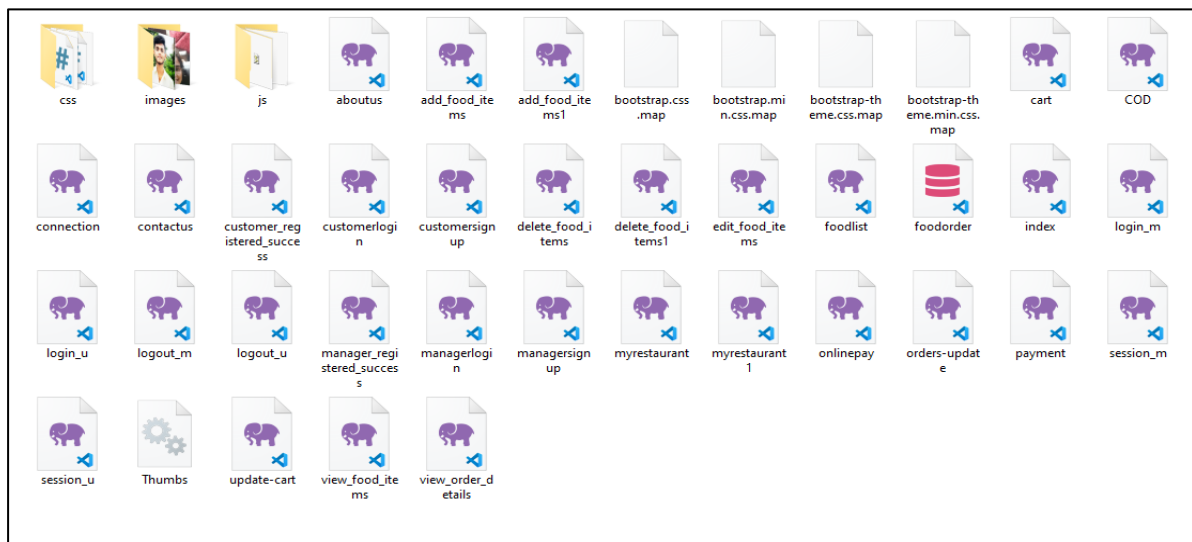 css
images
js
aboutus
add_food_ite
ms
add_food_ite
ms1
bootstrap.css
.map
bootstrap.mi
n.css.map
bootstrap-th
eme.css.map
bootstrap-th
eme.min.css.
map
cart
COD
connection
contactus
customer_reg
istered_succe
ss
customerlogi
n
customersign
up
delete_food_i
tems
delete_food_i
tems1
edit_food_ite
ms
foodlist
foodorder
index
login_m
login_u
logout_m
logout_u
manager_regi
stered_succes
s
managerlogi
n
managersign
up
myrestaurant
myrestaurant
1
onlinepay
orders-updat
e
payment
session_m
session_u
Thumbs
update-cart
view_food_ite
ms
view_order_d
etails